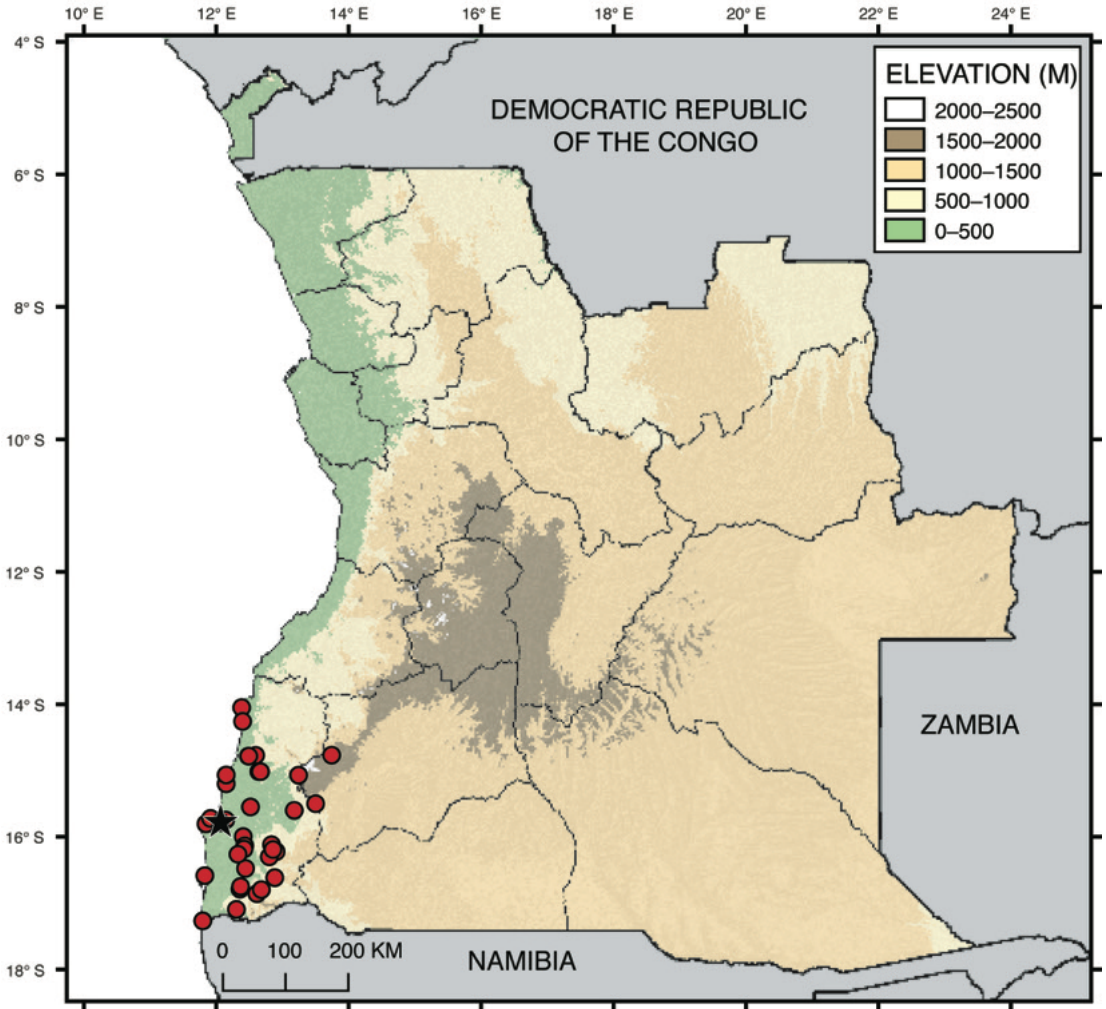 10° E 12° E 14° E 16° E 18° E 20° E 22° E 24° E
4° S
6° S
8° S
10° S
12° S
14° S
16° S
18° S
ELEVATION (M)
2000–2500
1500–2000
1000–1500
500–1000
0–500
DEMOCRATIC REPUBLIC
OF THE CONGO
ZAMBIA
NAMIBIA
0 100 200 KM